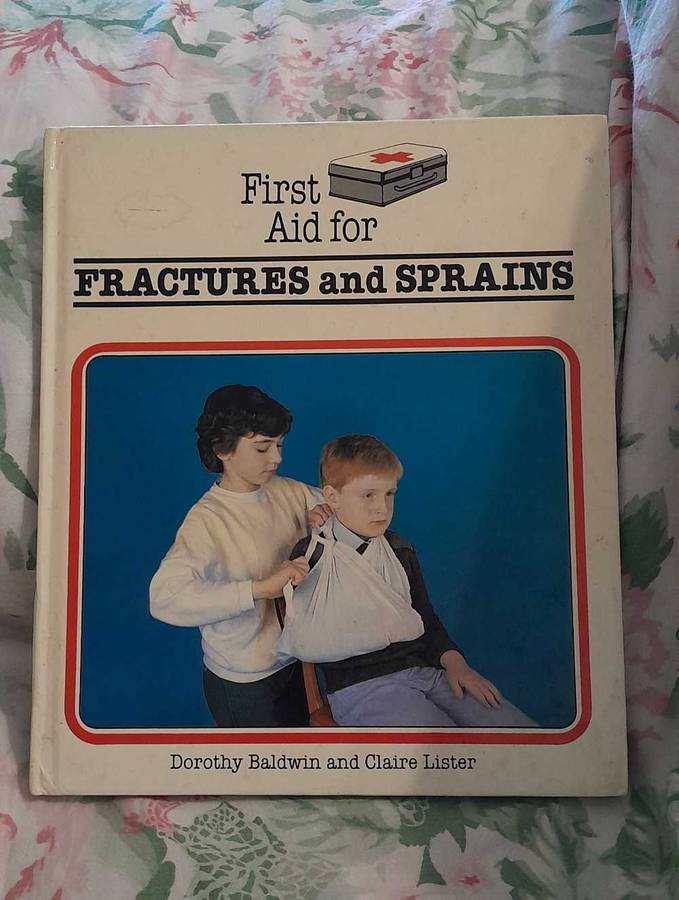 First
Aid for
FRACTURES and SPRAINS
Dorothy Baldwin and Claire Lister